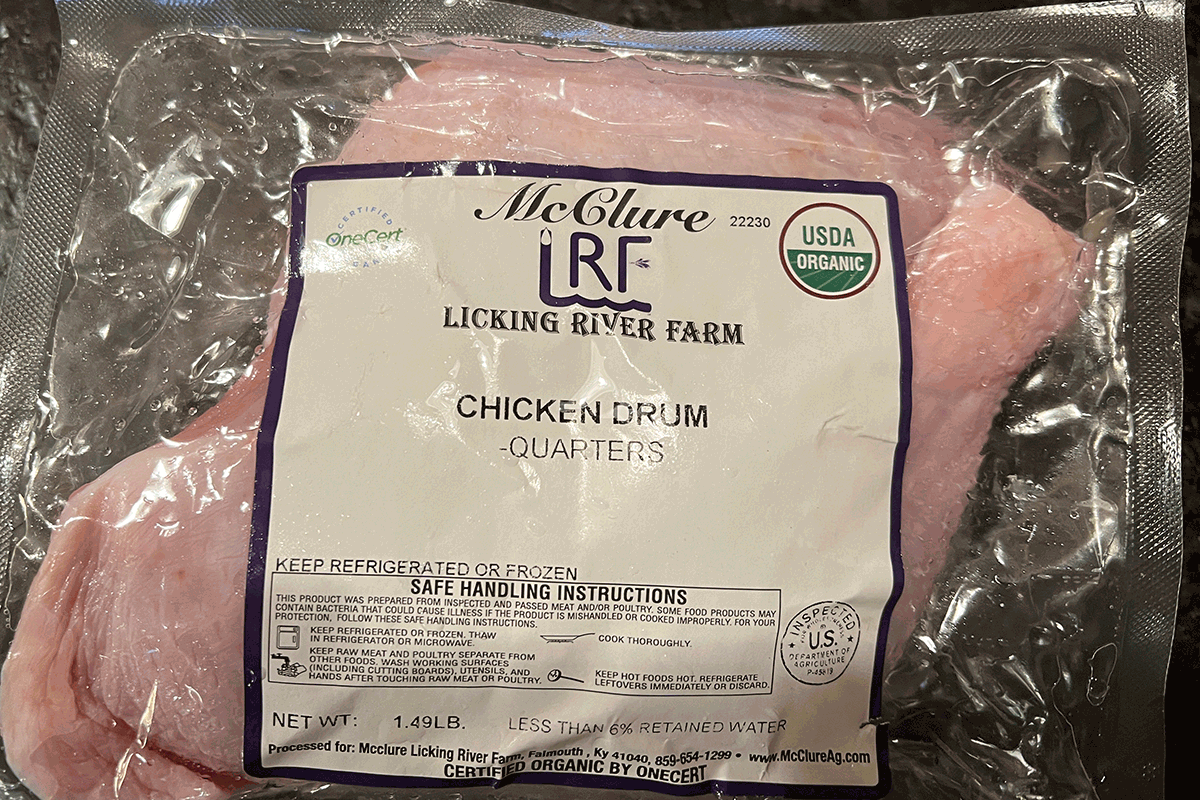 McClure
22230
USDA
ORGANIC
CERTIFIED
OneCert
LRF
LICKING RIVER FARM
CHICKEN DRUM
-QUARTERS
KEEP REFRIGERATED OR FROZEN
SAFE HANDLING INSTRUCTIONS
THIS PRODUCT WAS PREPARED FROM INSPECTED AND PASSED MEAT AND/OR POULTRY. SOME FOOD PRODUCTS MAY
CONTAIN BACTERIA THAT COULD CAUSE ILLNESS IF THE PRODUCT IS MISHANDLED OR COOKED IMPROPERLY. FOR YOUR
PROTECTION, FOLLOW THESE SAFE HANDLING INSTRUCTIONS.
KEEP REFRIGERATED OR FROZEN. THAW
IN REFRIGERATOR OR MICROWAVE.
KEEP RAW MEAT AND POULTRY SEPARATE FROM
OTHER FOODS. WASH WORKING SURFACES
(INCLUDING CUTTING BOARDS), UTENSILS, AND
HANDS AFTER TOUCHING RAW MEAT OR POULTRY.
COOK THOROUGHLY.
KEEP HOT FOODS HOT. REFRIGERATE
LEFTOVERS IMMEDIATELY OR DISCARD.
INSPECTED
U.S.
DEPARTMENT OF
AGRICULTURE
P-45819
NET WT: 1.49LB. LESS THAN 6% RETAINED WATER
Processed for: Mcclure Licking River Farm, Falmouth , Ky 41040, 859-654-1299 • www.McClureAg.com
CERTIFIED ORGANIC BY ONECERT